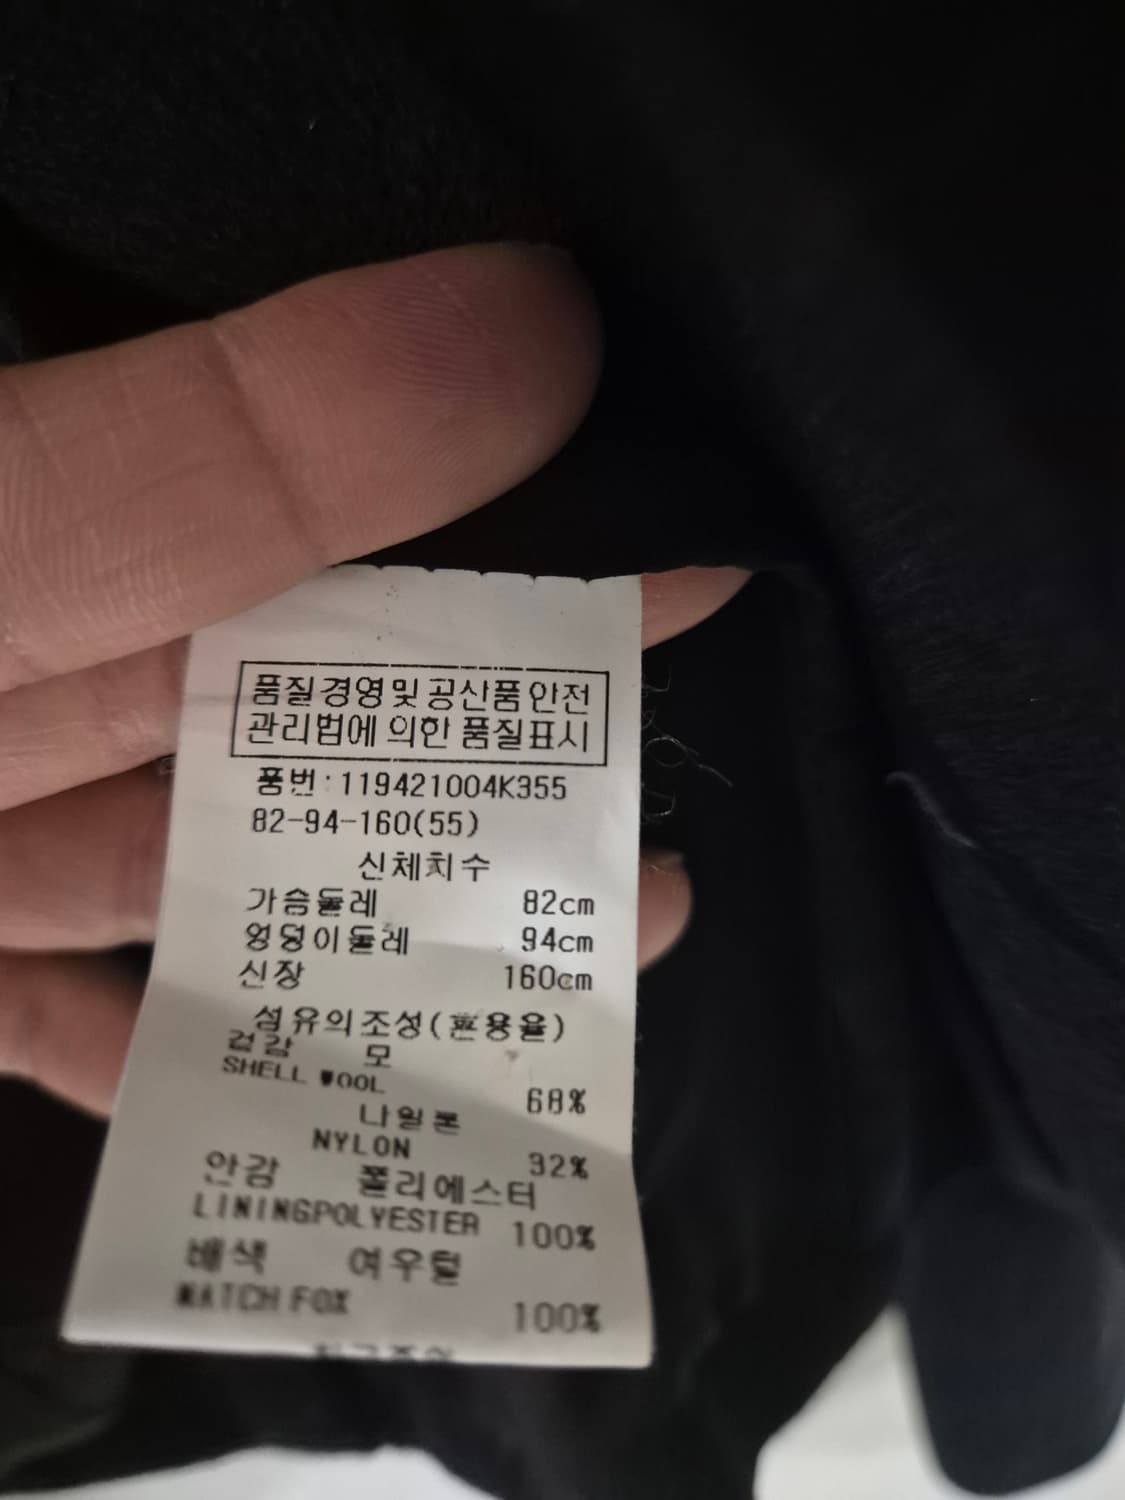 품질경영및공산품안전
관리법에 의한 품질표시
품번:119421004K355
82-94-160(55)
신체치수
가슴둘레 82cm
엉덩이둘레 94cm
신장 160cm
섬유의조성(혼용율)
겉감 모
SHELL WOOL 68%
나일론
NYLON 32%
안감 폴리에스터
LININGPOLYESTER 100%
배색 여우털
MATCH FOX 100%